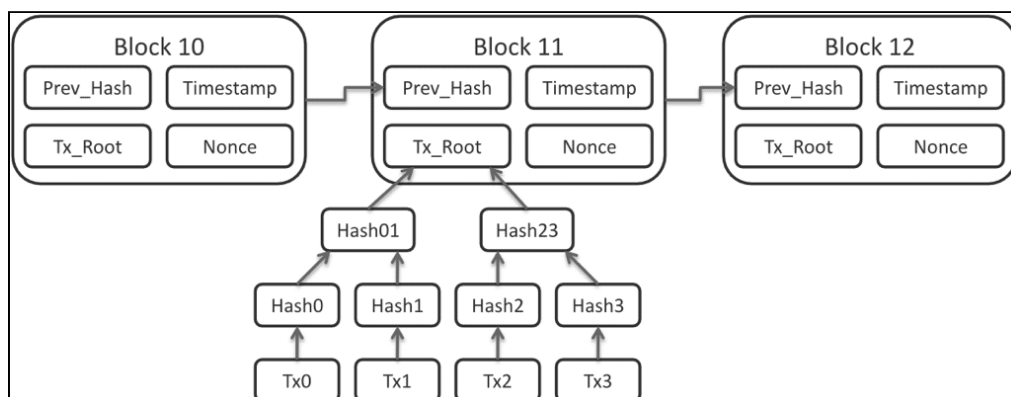 Block 10 Block 11 Block 12
Prev_Hash Timestamp Prev_Hash Timestamp Prev_Hash Timestamp
Tx_Root Nonce Tx_Root Nonce Tx_Root Nonce
Hash01 Hash23
Hash0 Hash1 Hash2 Hash3
Tx0 Tx1 Tx2 Tx3